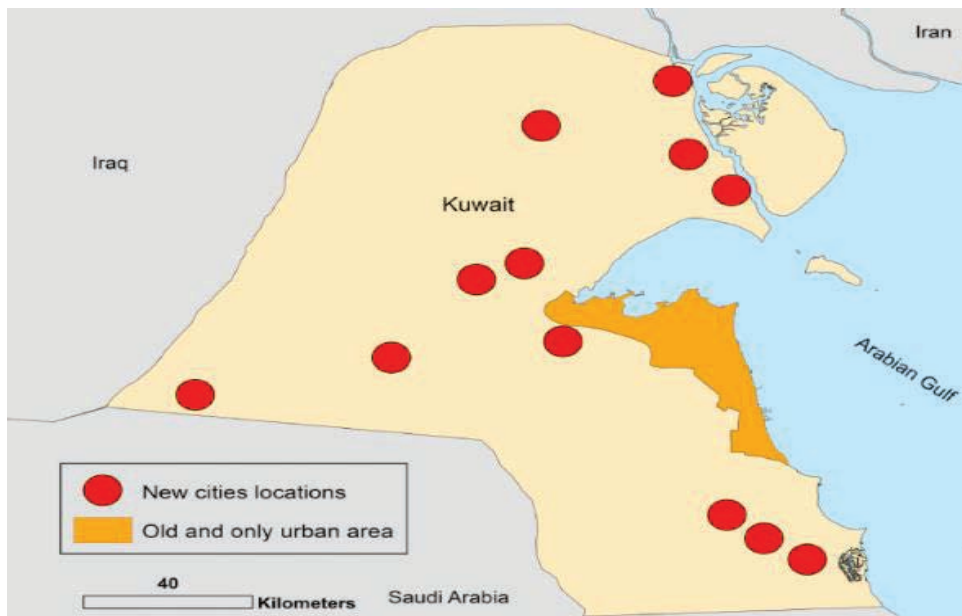 Iran
Iraq
Kuwait
Arabian Gulf
New cities locations
Old and only urban area
40
Kilometers
Saudi Arabia